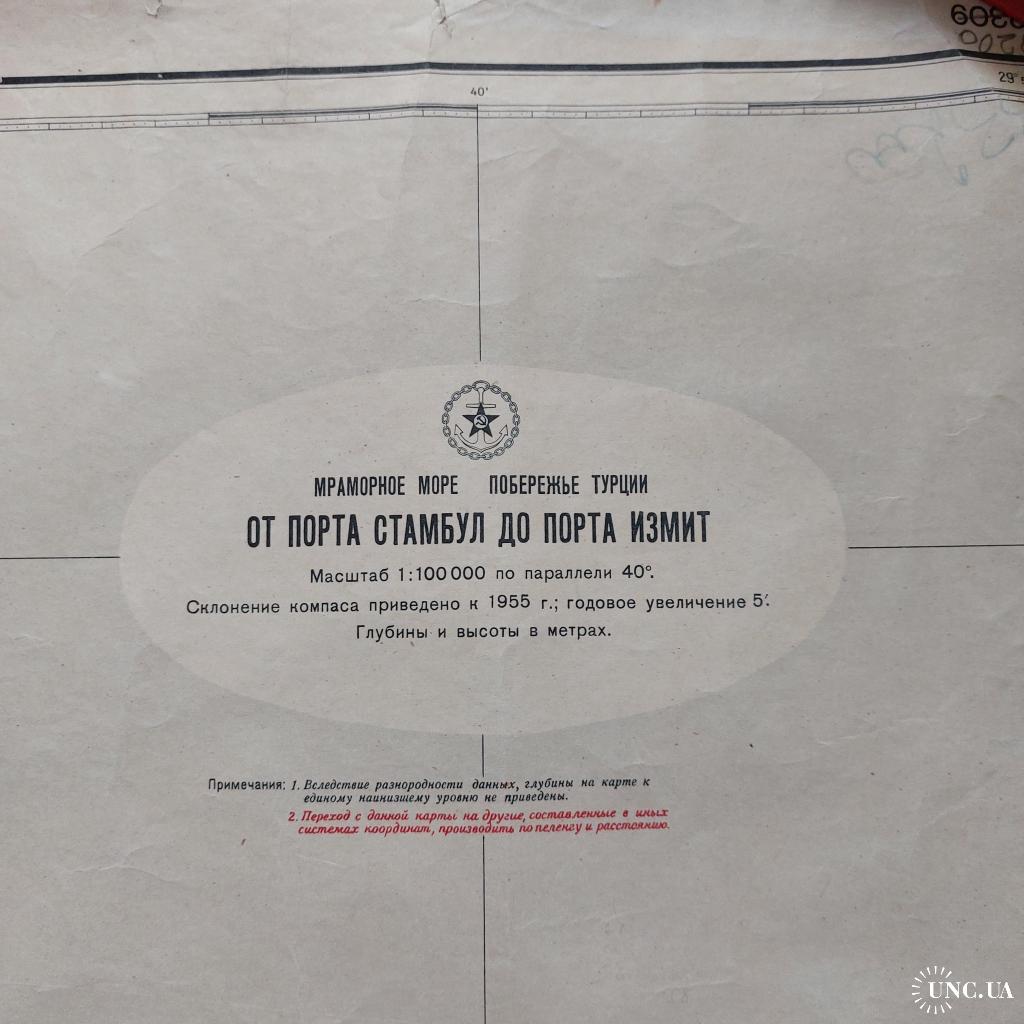 40'
29°
МРАМОРНОЕ МОРЕ ПОБЕРЕЖЬЕ ТУРЦИИ
ОТ ПОРТА СТАМБУЛ ДО ПОРТА ИЗМИТ
Масштаб 1:100 000 по параллели 40°.
Склонение компаса приведено к 1955 г.; годовое увеличение 5'.
Глубины и высоты в метрах.
Примечания: 1. Вследствие разнородности данных, глубины на карте к
единому наинизшему уровню не приведены.
2. Переход с данной карты на другие, составленные в иных
системах координат, производить по пеленгу и расстоянию.
UNC.UA